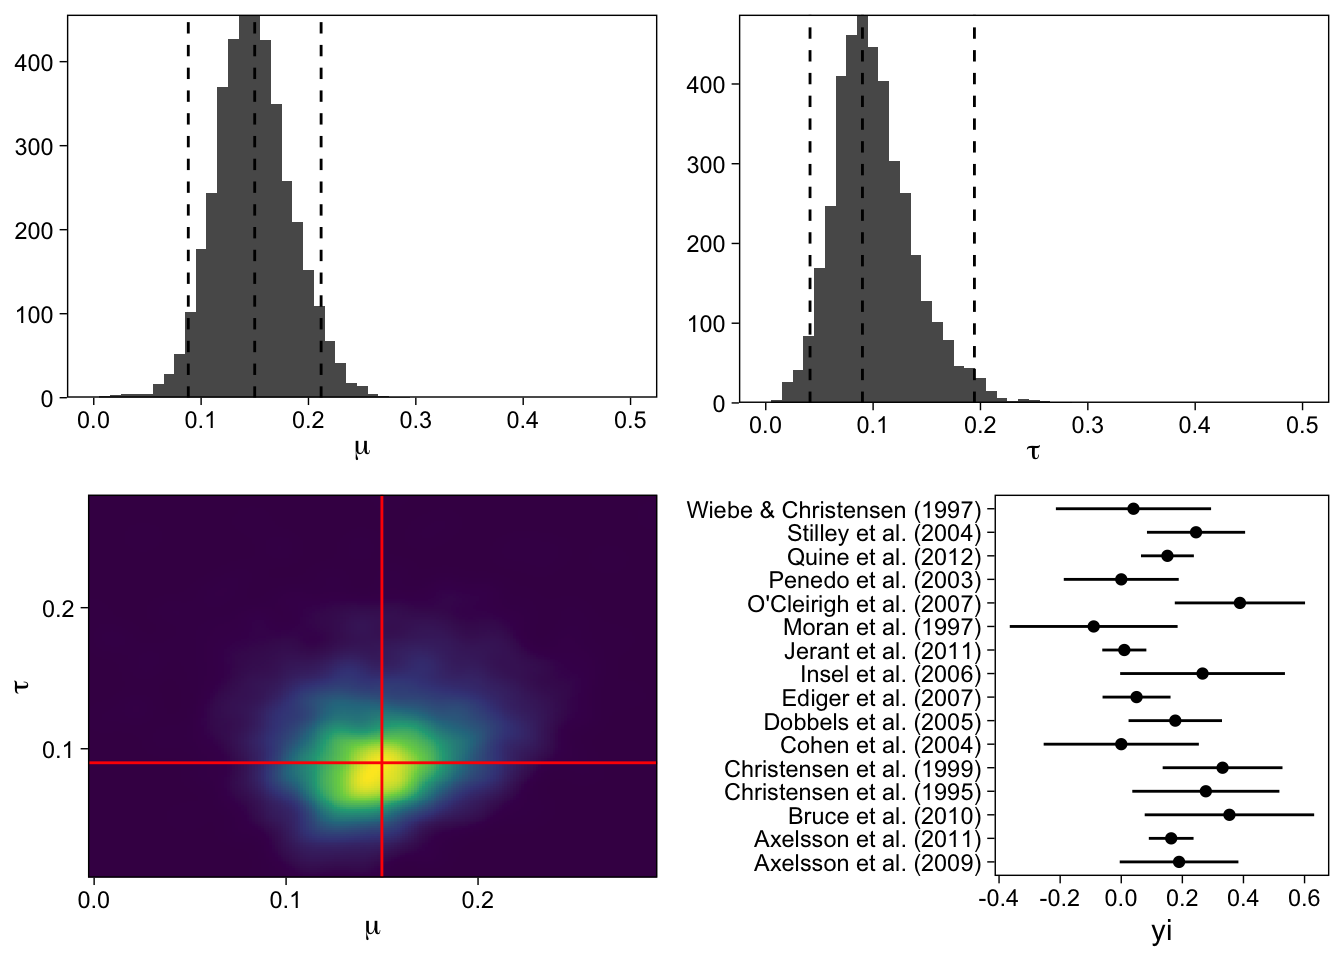 400
300
200
100
0
0.0 0.1 0.2 0.3 0.4 0.5
μ
400
300
200
100
0
0.0 0.1 0.2 0.3 0.4 0.5
τ
0.2
0.1
τ
0.0 0.1 0.2
μ
Wiebe & Christensen (1997)
Stilley et al. (2004)
Quine et al. (2012)
Penedo et al. (2003)
O'Cleirigh et al. (2007)
Moran et al. (1997)
Jerant et al. (2011)
Insel et al. (2006)
Ediger et al. (2007)
Dobbels et al. (2005)
Cohen et al. (2004)
Christensen et al. (1999)
Christensen et al. (1995)
Bruce et al. (2010)
Axelsson et al. (2011)
Axelsson et al. (2009)
-0.4 -0.2 0.0 0.2 0.4 0.6
yi